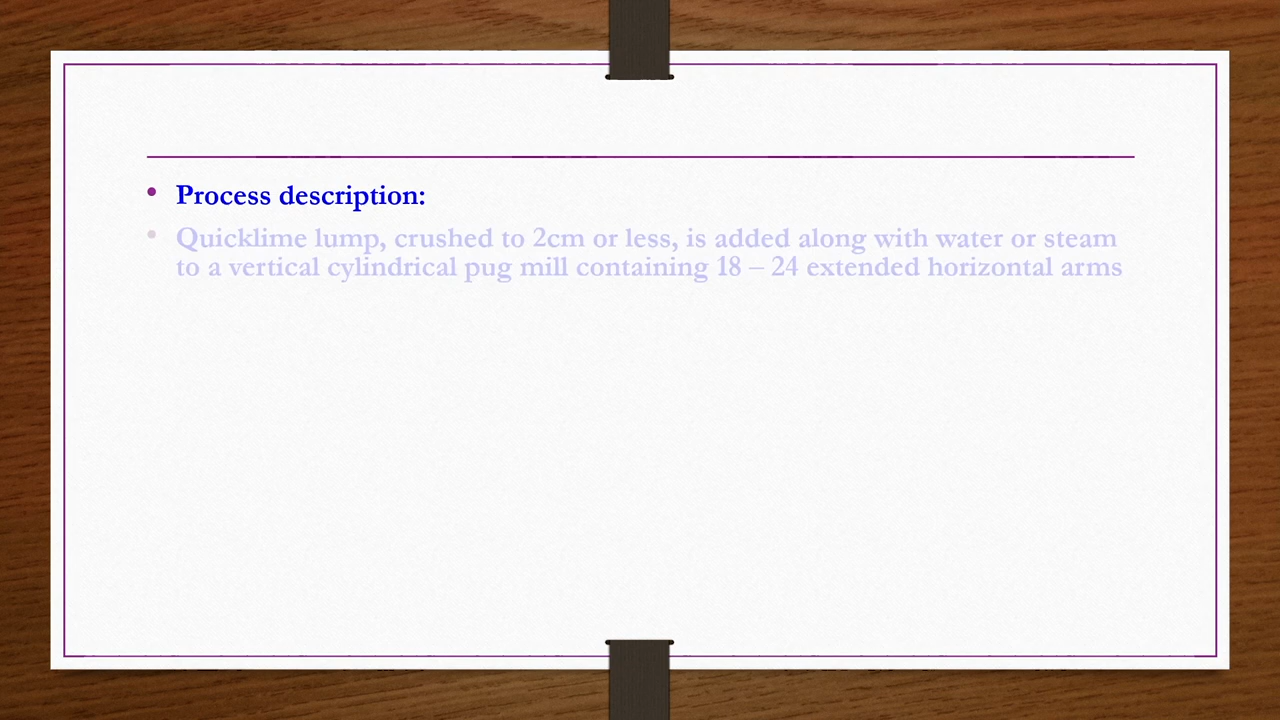 • Process description:
• Quicklime lump, crushed to 2cm or less, is added along with water or steam
to a vertical cylindrical pug mill containing 18 – 24 extended horizontal arms